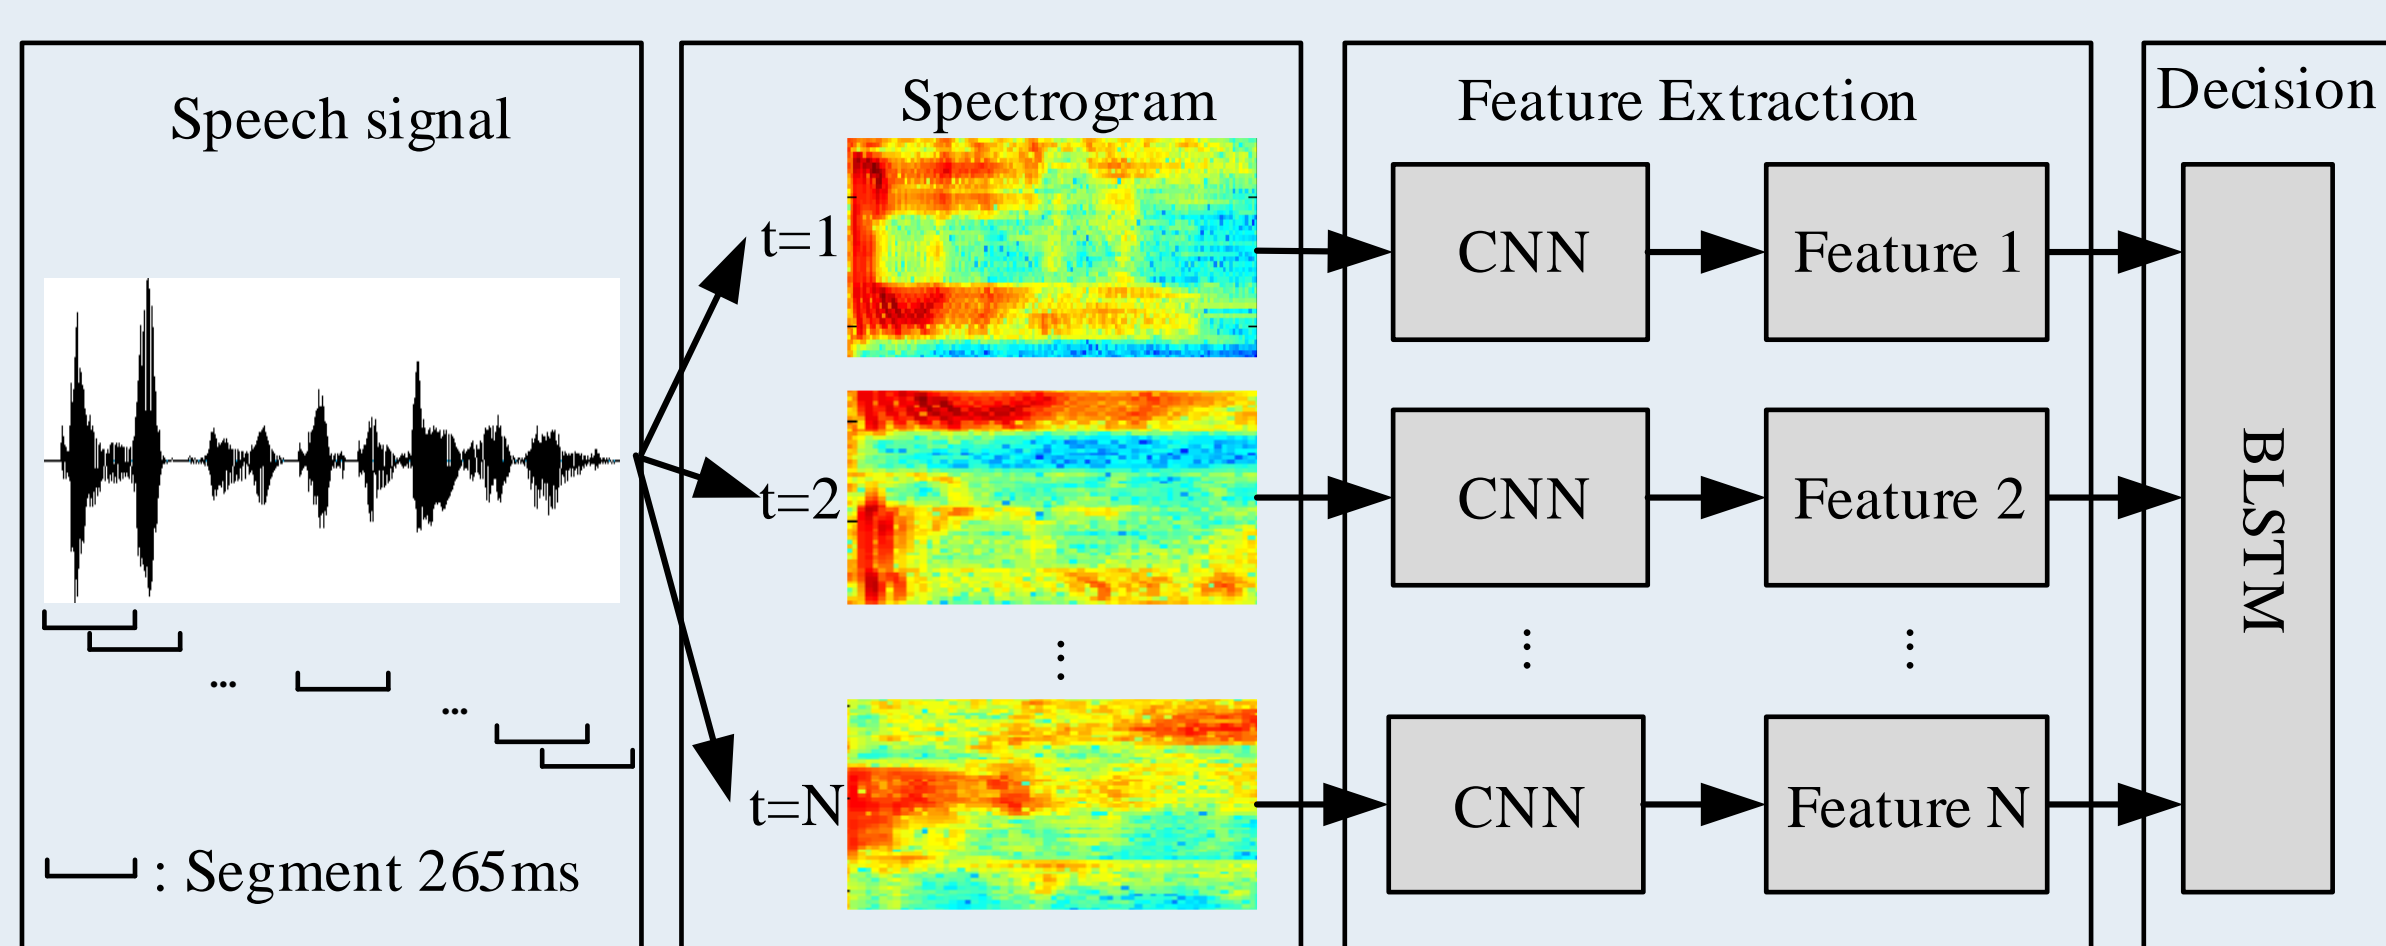 Speech signal
: Segment 265ms
Spectrogram
t=1
t=2
t=N
Feature Extraction
CNN
Feature 1
CNN
Feature 2
CNN
Feature N
Decision
BLSTM